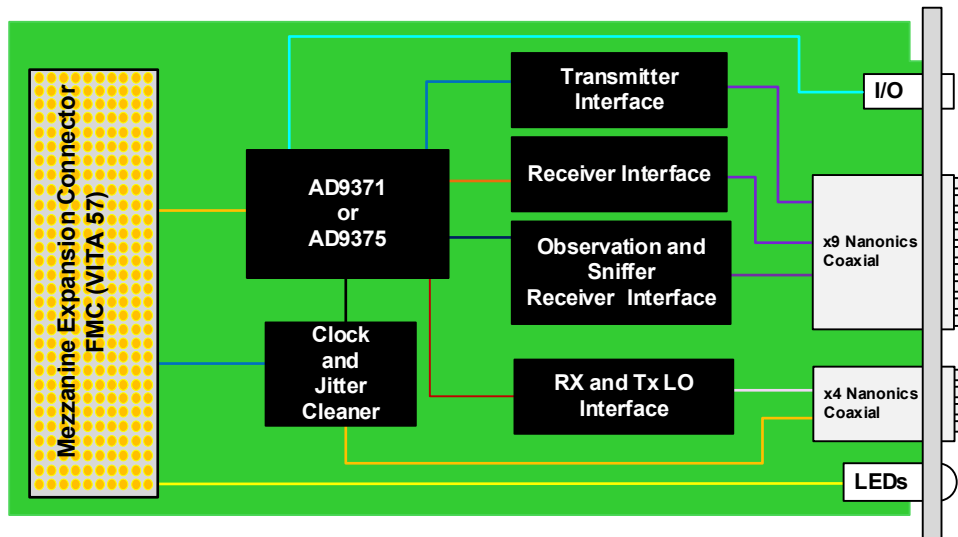 Mezzanine Expansion Connector
FMC (VITA 57)
AD9371
or
AD9375
Clock
and
Jitter
Cleaner
Transmitter
Interface
Receiver Interface
Observation and
Sniffer
Receiver Interface
RX and Tx LO
Interface
I/O
x9 Nanonics
Coaxial
x4 Nanonics
Coaxial
LEDs